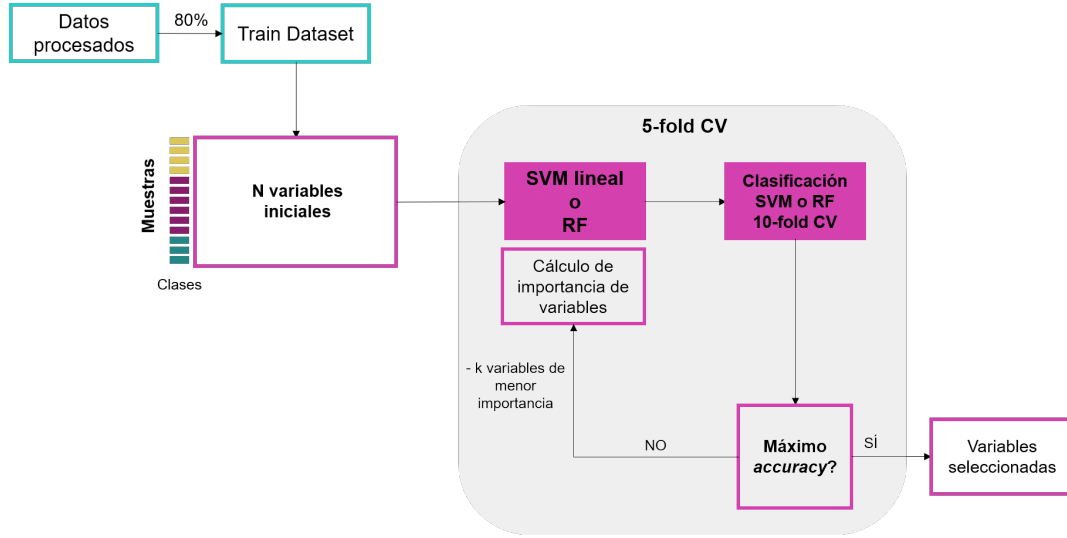 Datos
procesados
80%
Train Dataset
Muestras
Clases
N variables
iniciales
5-fold CV
SVM lineal
o
RF
Cálculo de
importancia de
variables
Clasificación
SVM o RF
10-fold CV
- k variables de
menor
importancia
NO
Máximo
accuracy?
SÍ
Variables
seleccionadas